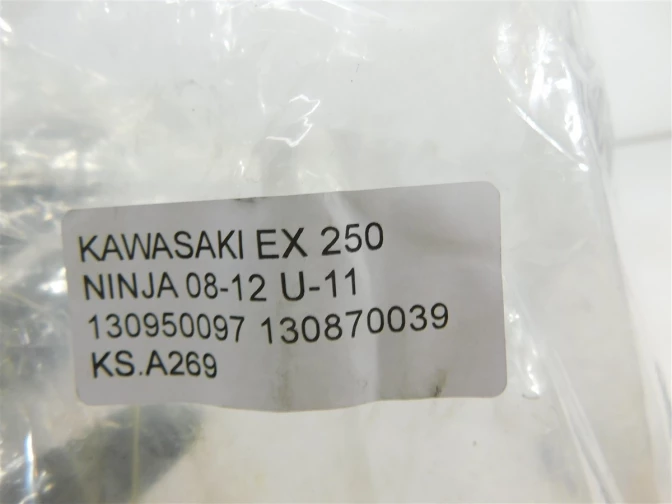 KAWASAKI EX 250
NINJA 08-12 U-11
130950097 130870039
KS.A269